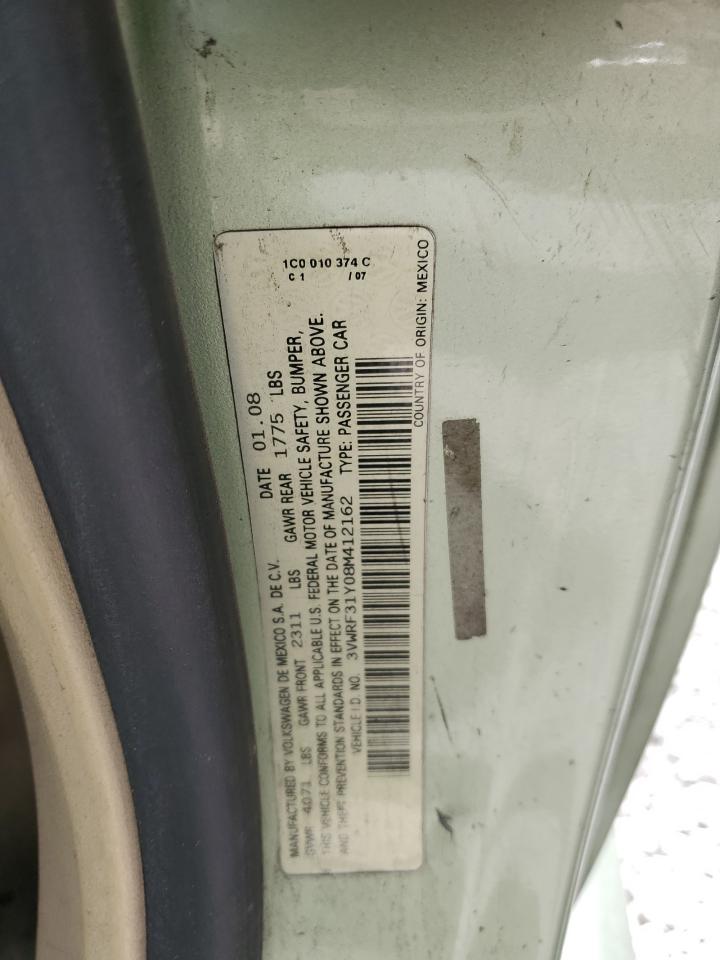 1C0 010 374 C
C 1 /07
MANUFACTURED BY VOLKSWAGEN DE MEXICO S.A. DE C.V. DATE 01.08
GVWR 4071 LBS GAWR FRONT 2311 LBS GAWR REAR 1775 LBS
THIS VEHICLE CONFORMS TO ALL APPLICABLE U.S. FEDERAL MOTOR VEHICLE SAFETY, BUMPER,
AND THEFT PREVENTION STANDARDS IN EFFECT ON THE DATE OF MANUFACTURE SHOWN ABOVE.
VEHICLE I.D. NO. 3VWRF31Y08M412162 TYPE: PASSENGER CAR
COUNTRY OF ORIGIN: MEXICO